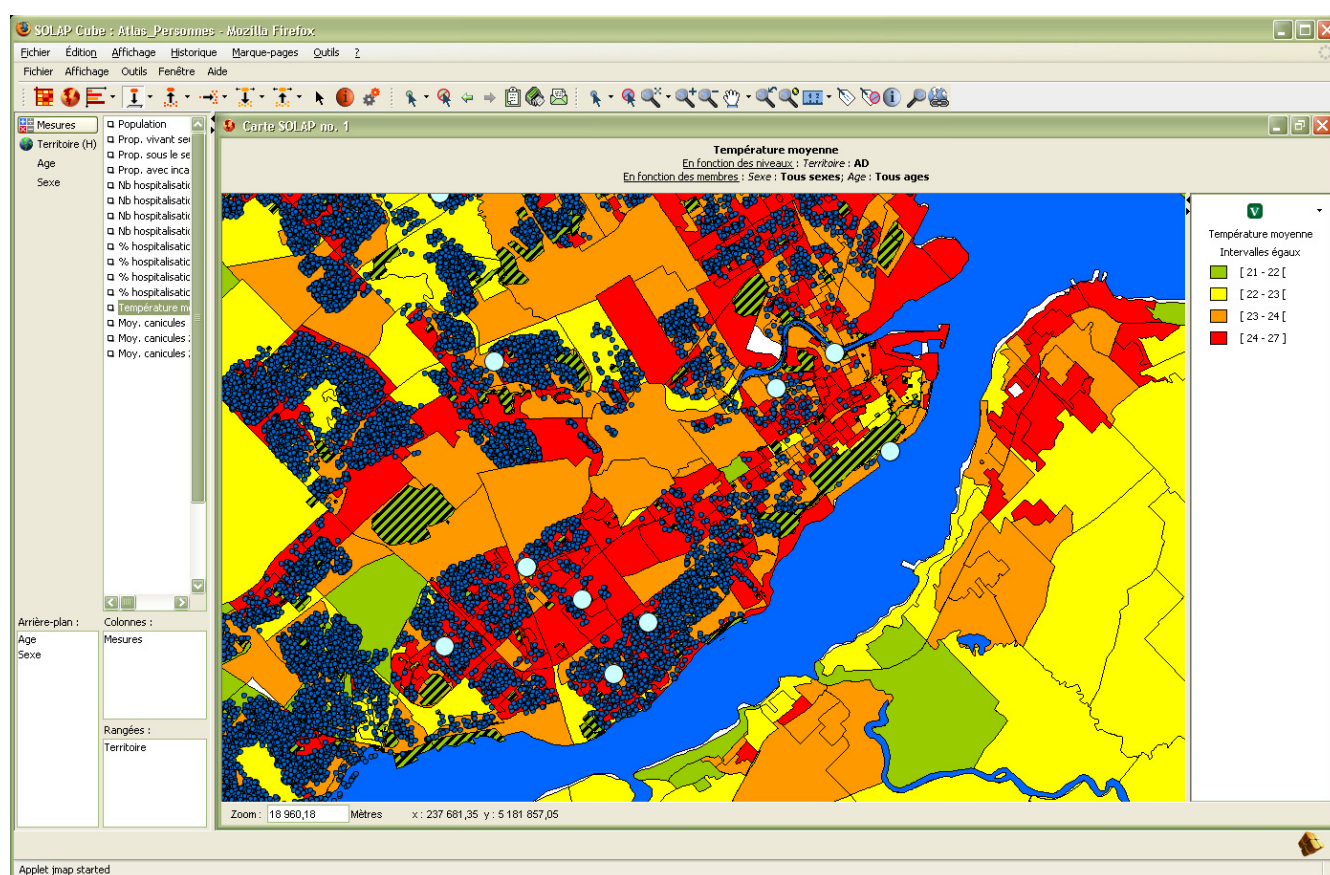 SOLAP Cube : Atlas_Personnes - Mozilla Firefox
Fichier Édition Affichage Historique Marque-pages Outils ?
Fichier Affichage Outils Fenêtre Aide
Mesures
Territoire (H)
Age
Sexe
Population
Prop. vivant seu
Prop. sous le se
Prop. avec inca
Nb hospitalisatic
Nb hospitalisatic
Nb hospitalisatic
Nb hospitalisatic
% hospitalisatic
% hospitalisatic
% hospitalisatic
% hospitalisatic
Température m
Moy. canicules
Moy. canicules
Moy. canicules
Arrière-plan :
Age
Sexe
Colonnes :
Mesures
Rangées :
Territoire
Carte SOLAP no. 1
Température moyenne
En fonction des niveaux : Territoire : AD
En fonction des membres : Sexe : Tous sexes; Age : Tous ages
V
Température moyenne
Intervalles égaux
[ 21 - 22 [
[ 22 - 23 [
[ 23 - 24 [
[ 24 - 27 ]
Zoom : 18 960,18 Mètres x : 237 681,35 y : 5 181 857,05
Applet jmap started